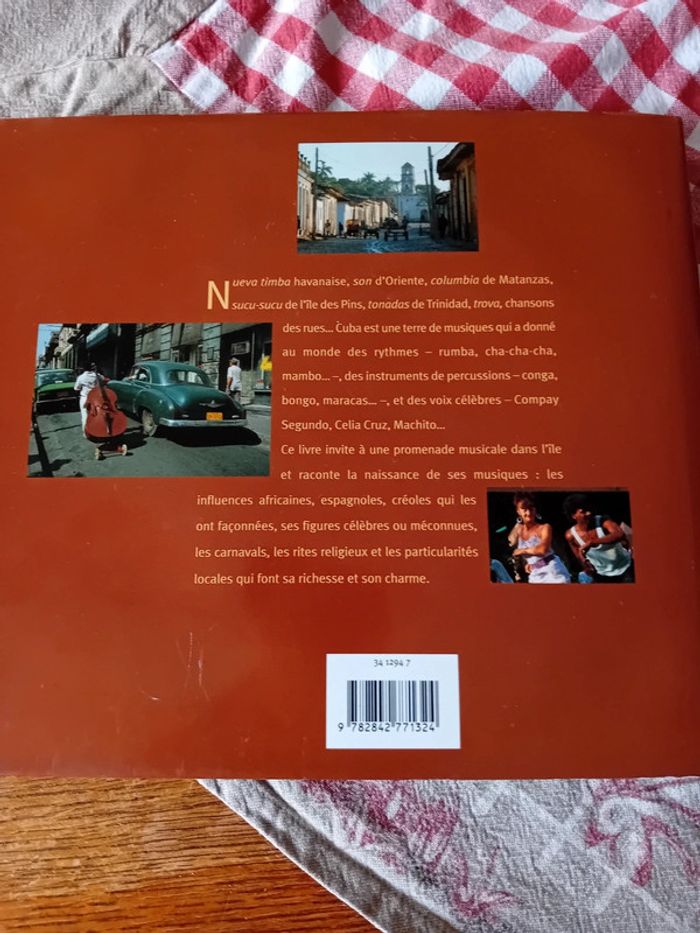 Nueva timba havanaise, son d'Oriente, columbia de Matanzas,
sucu-sucu de l'île des Pins, tonadas de Trinidad, trova, chansons
des rues... Cuba est une terre de musiques qui a donné
au monde des rythmes – rumba, cha-cha-cha,
mambo... –, des instruments de percussions – conga,
bongo, maracas... –, et des voix célèbres – Compay
Segundo, Celia Cruz, Machito...
Ce livre invite à une promenade musicale dans l'île
et raconte la naissance de ses musiques : les
influences africaines, espagnoles, créoles qui les
ont façonnées, ses figures célèbres ou méconnues,
les carnavals, les rites religieux et les particularités
locales qui font sa richesse et son charme.
34 1294 7
9 782842 771324